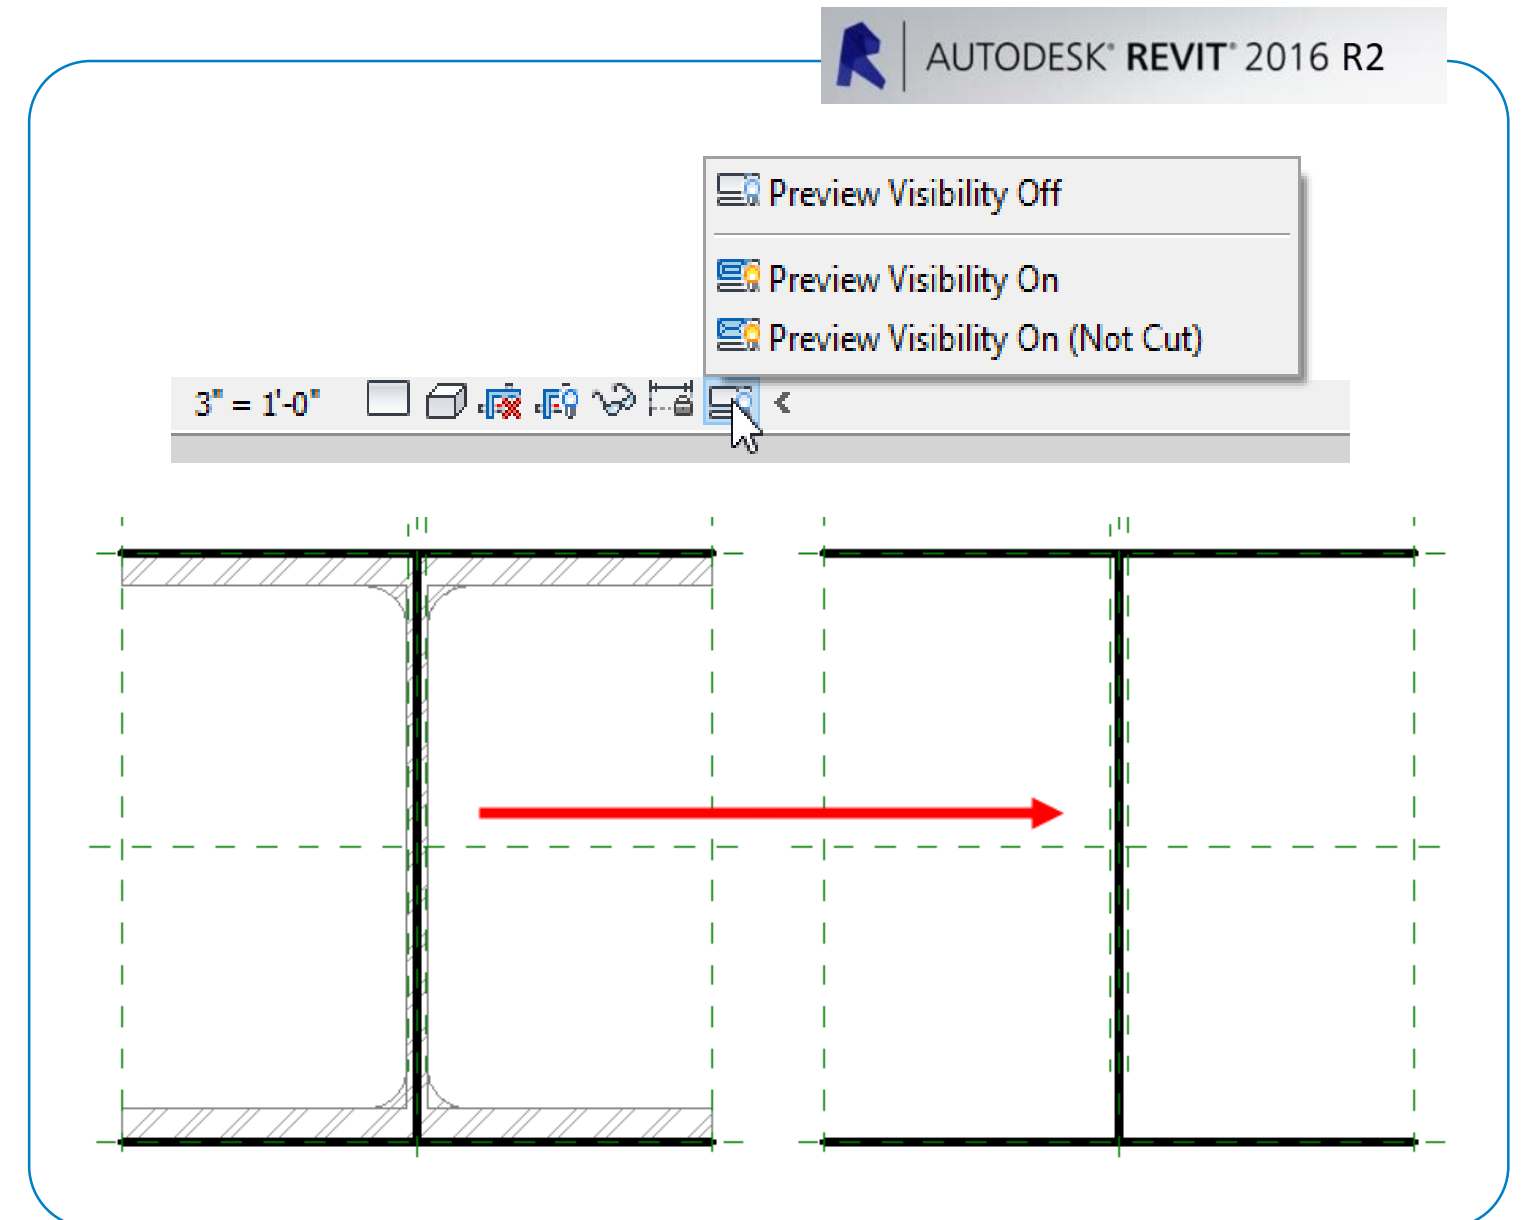 AUTODESK® REVIT® 2016 R2
Preview Visibility Off
Preview Visibility On
Preview Visibility On (Not Cut)
3" = 1'-0"